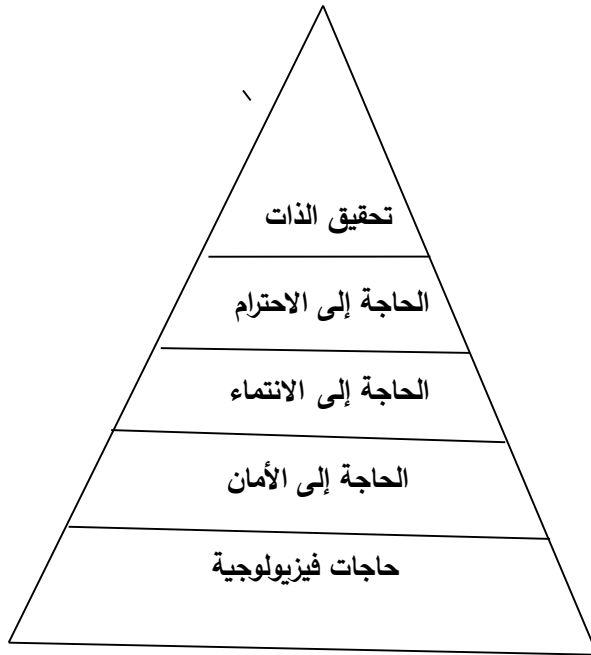 تحقيق الذات
الحاجة إلى الاحترام
الحاجة إلى الانتماء
الحاجة إلى الأمان
حاجات فيزيولوجية